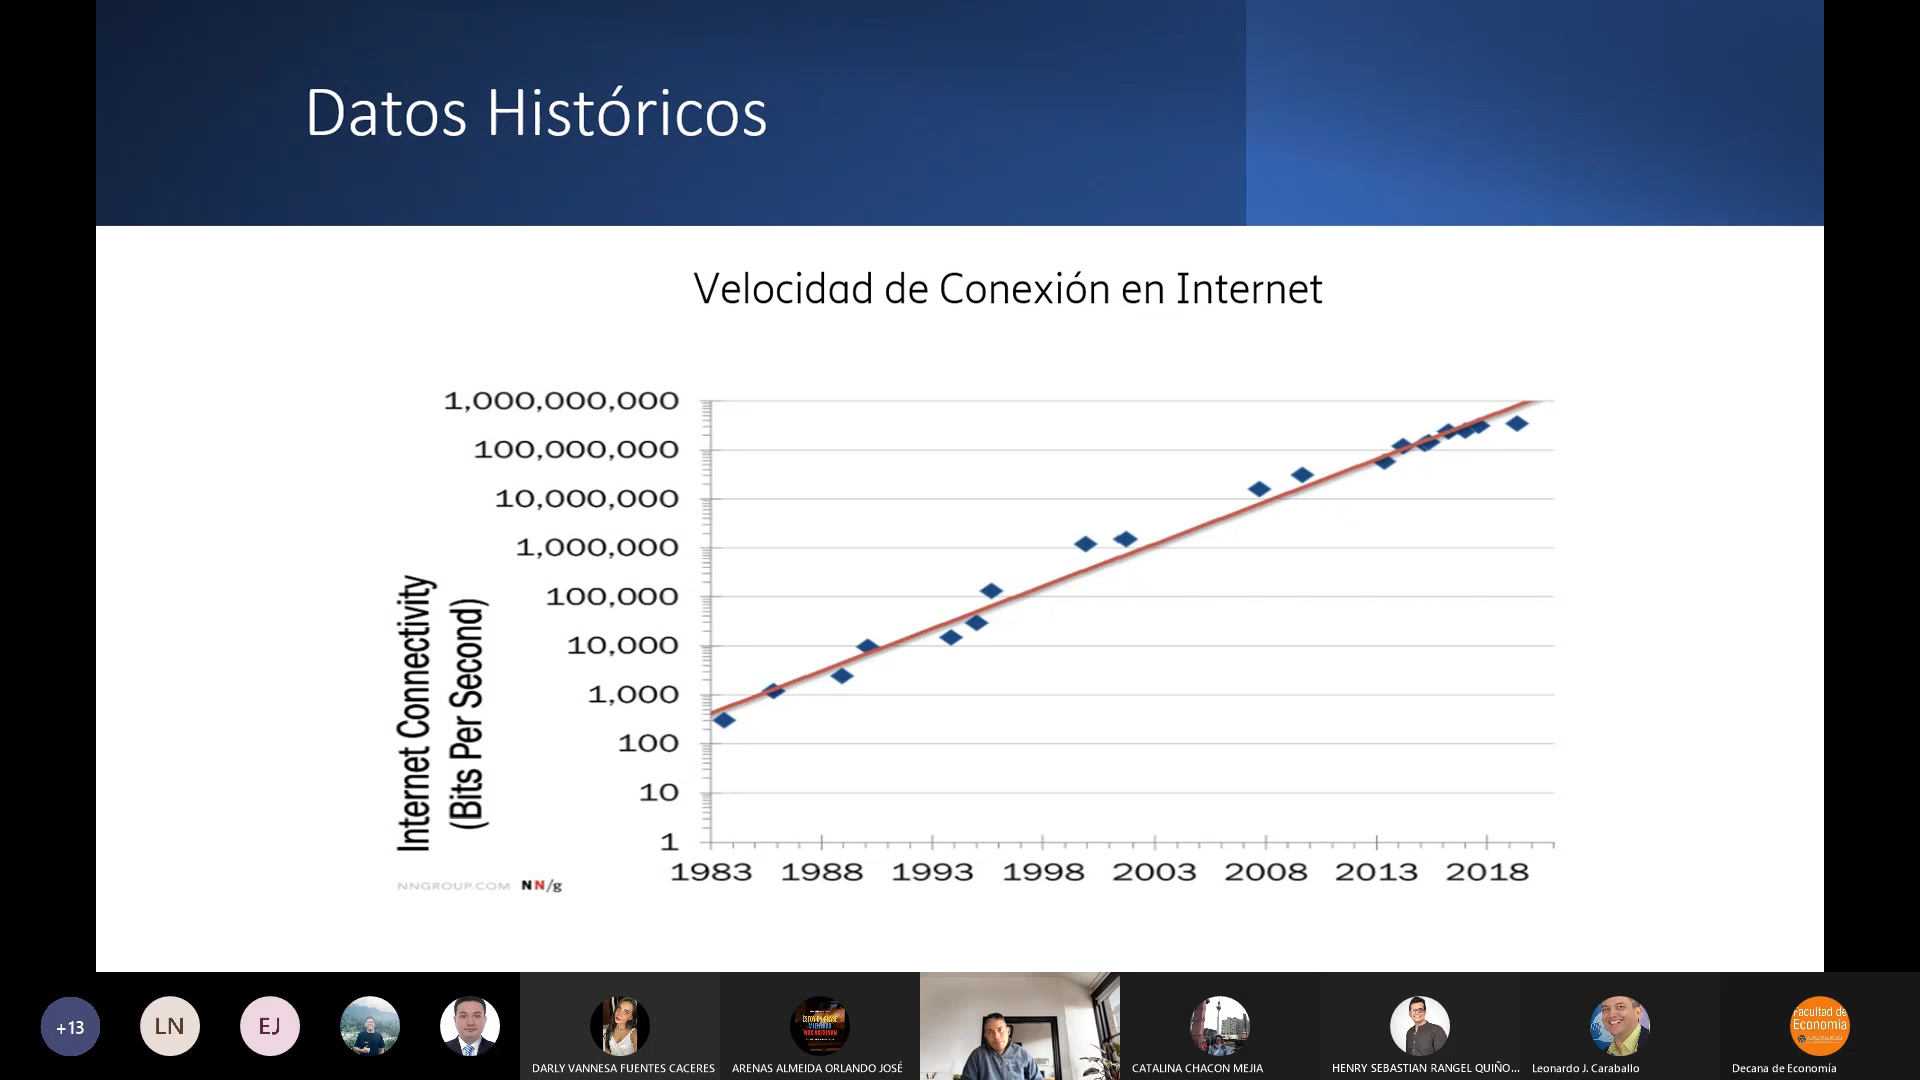 Datos Históricos
Velocidad de Conexión en Internet
1,000,000,000
100,000,000
10,000,000
1,000,000
100,000
10,000
1,000
100
10
1
Internet Connectivity
(Bits Per Second)
1983 1988 1993 1998 2003 2008 2013 2018
NNGROUP.COM NN/g
+13
LN
EJ
DARLY VANNESA FUENTES CACERES
ARENAS ALMEIDA ORLANDO JOSÉ
CATALINA CHACON MEJIA
HENRY SEBASTIAN RANGEL QUIÑO...
Leonardo J. Caraballo
Facultad de
Economía
Decana de Economía